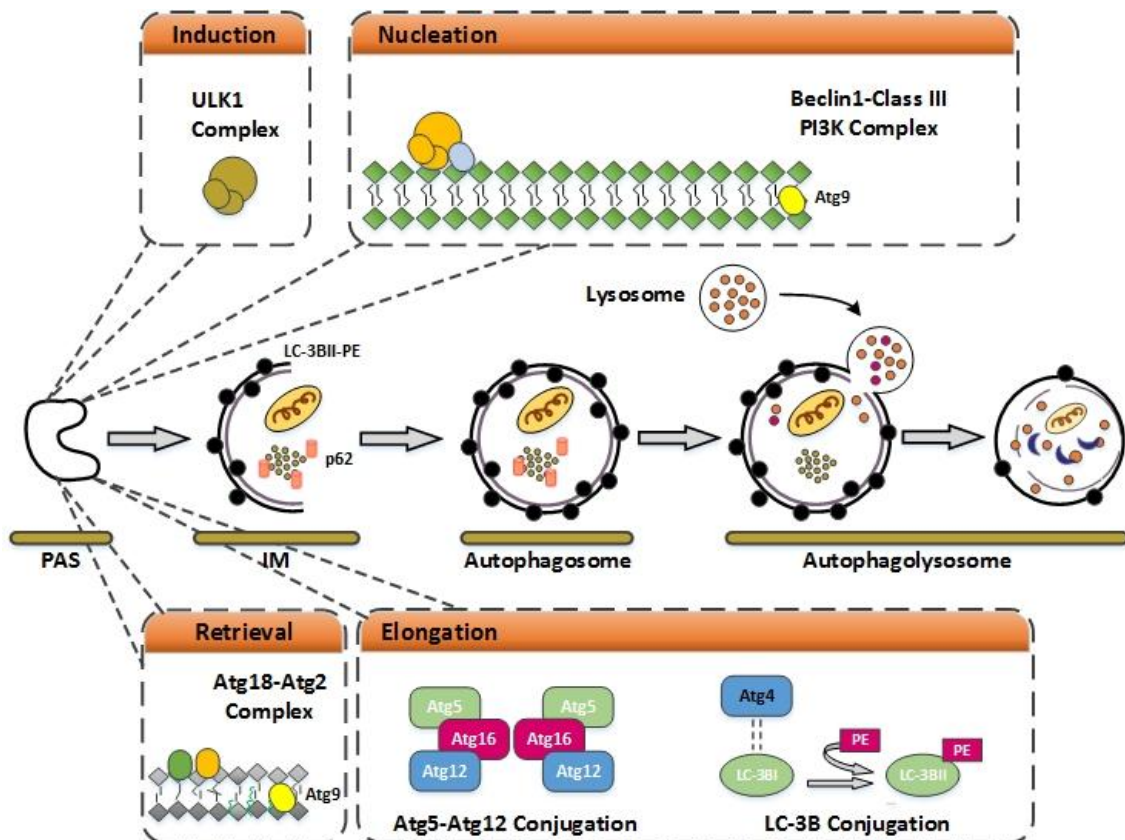 Induction
Nucleation
ULK1
Complex
Beclin1-Class III
PI3K Complex
Atg9
Lysosome
LC-3BII-PE
p62
PAS
IM
Autophagosome
Autophagolysosome
Retrieval
Elongation
Atg18-Atg2
Complex
Atg9
Atg5
Atg16
Atg12
Atg5
Atg16
Atg12
Atg5-Atg12 Conjugation
Atg4
PE
PE
LC-3BI
LC-3BII
LC-3B Conjugation